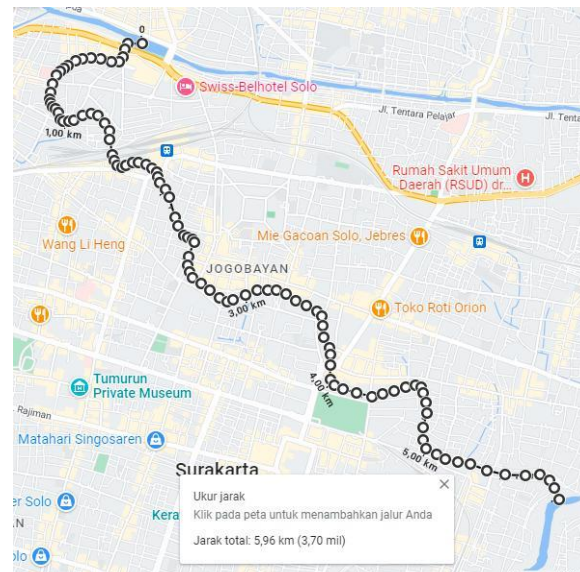 0
Swiss-Belhotel Solo
Jl. Tentara Pelajar
Jl. Tenta
1,00 km
Rumah Sakit Umum
Daerah (RSUD) dr...
Wang Li Heng
Mie Gacoan Solo, Jebres
JOGOBAYAN
3,00 km
Toko Roti Orion
4,00 km
Tumurun
Private Museum
Rajiman
Matahari Singosaren
5,00 km
Surakarta
er Solo
Kera
AN
olo
Ukur jarak
Klik pada peta untuk menambahkan jalur Anda
Jarak total: 5,96 km (3,70 mil)